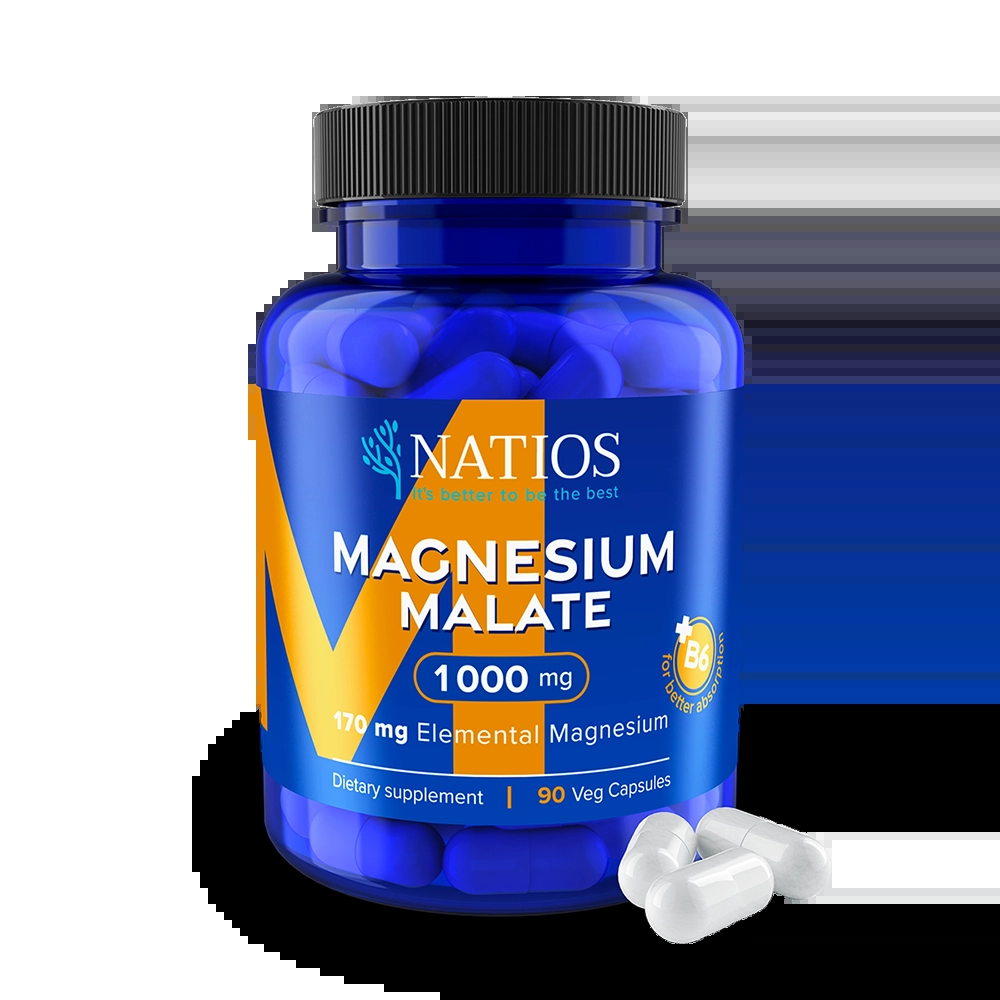 NATIOS
it's better to be the best
MAGNESIUM
MALATE
1000 mg
170 mg Elemental Magnesium
Dietary supplement | 90 Veg Capsules
+B6
for better absorption